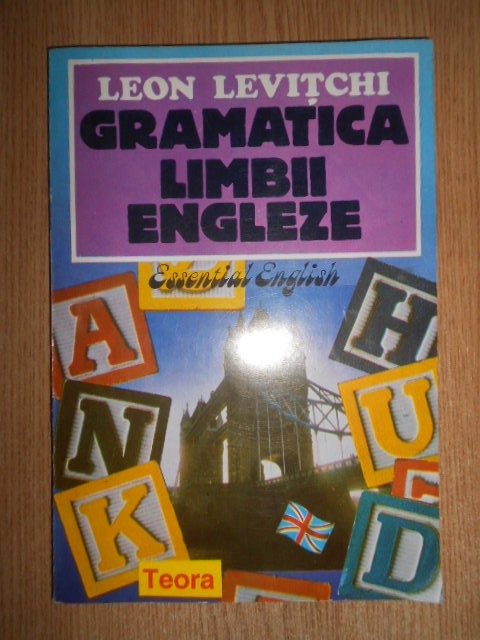 LEON LEVIȚCHI
GRAMATICA
LIMBII
ENGLEZE
Essential English
A
H
N
U
K
D
Teora